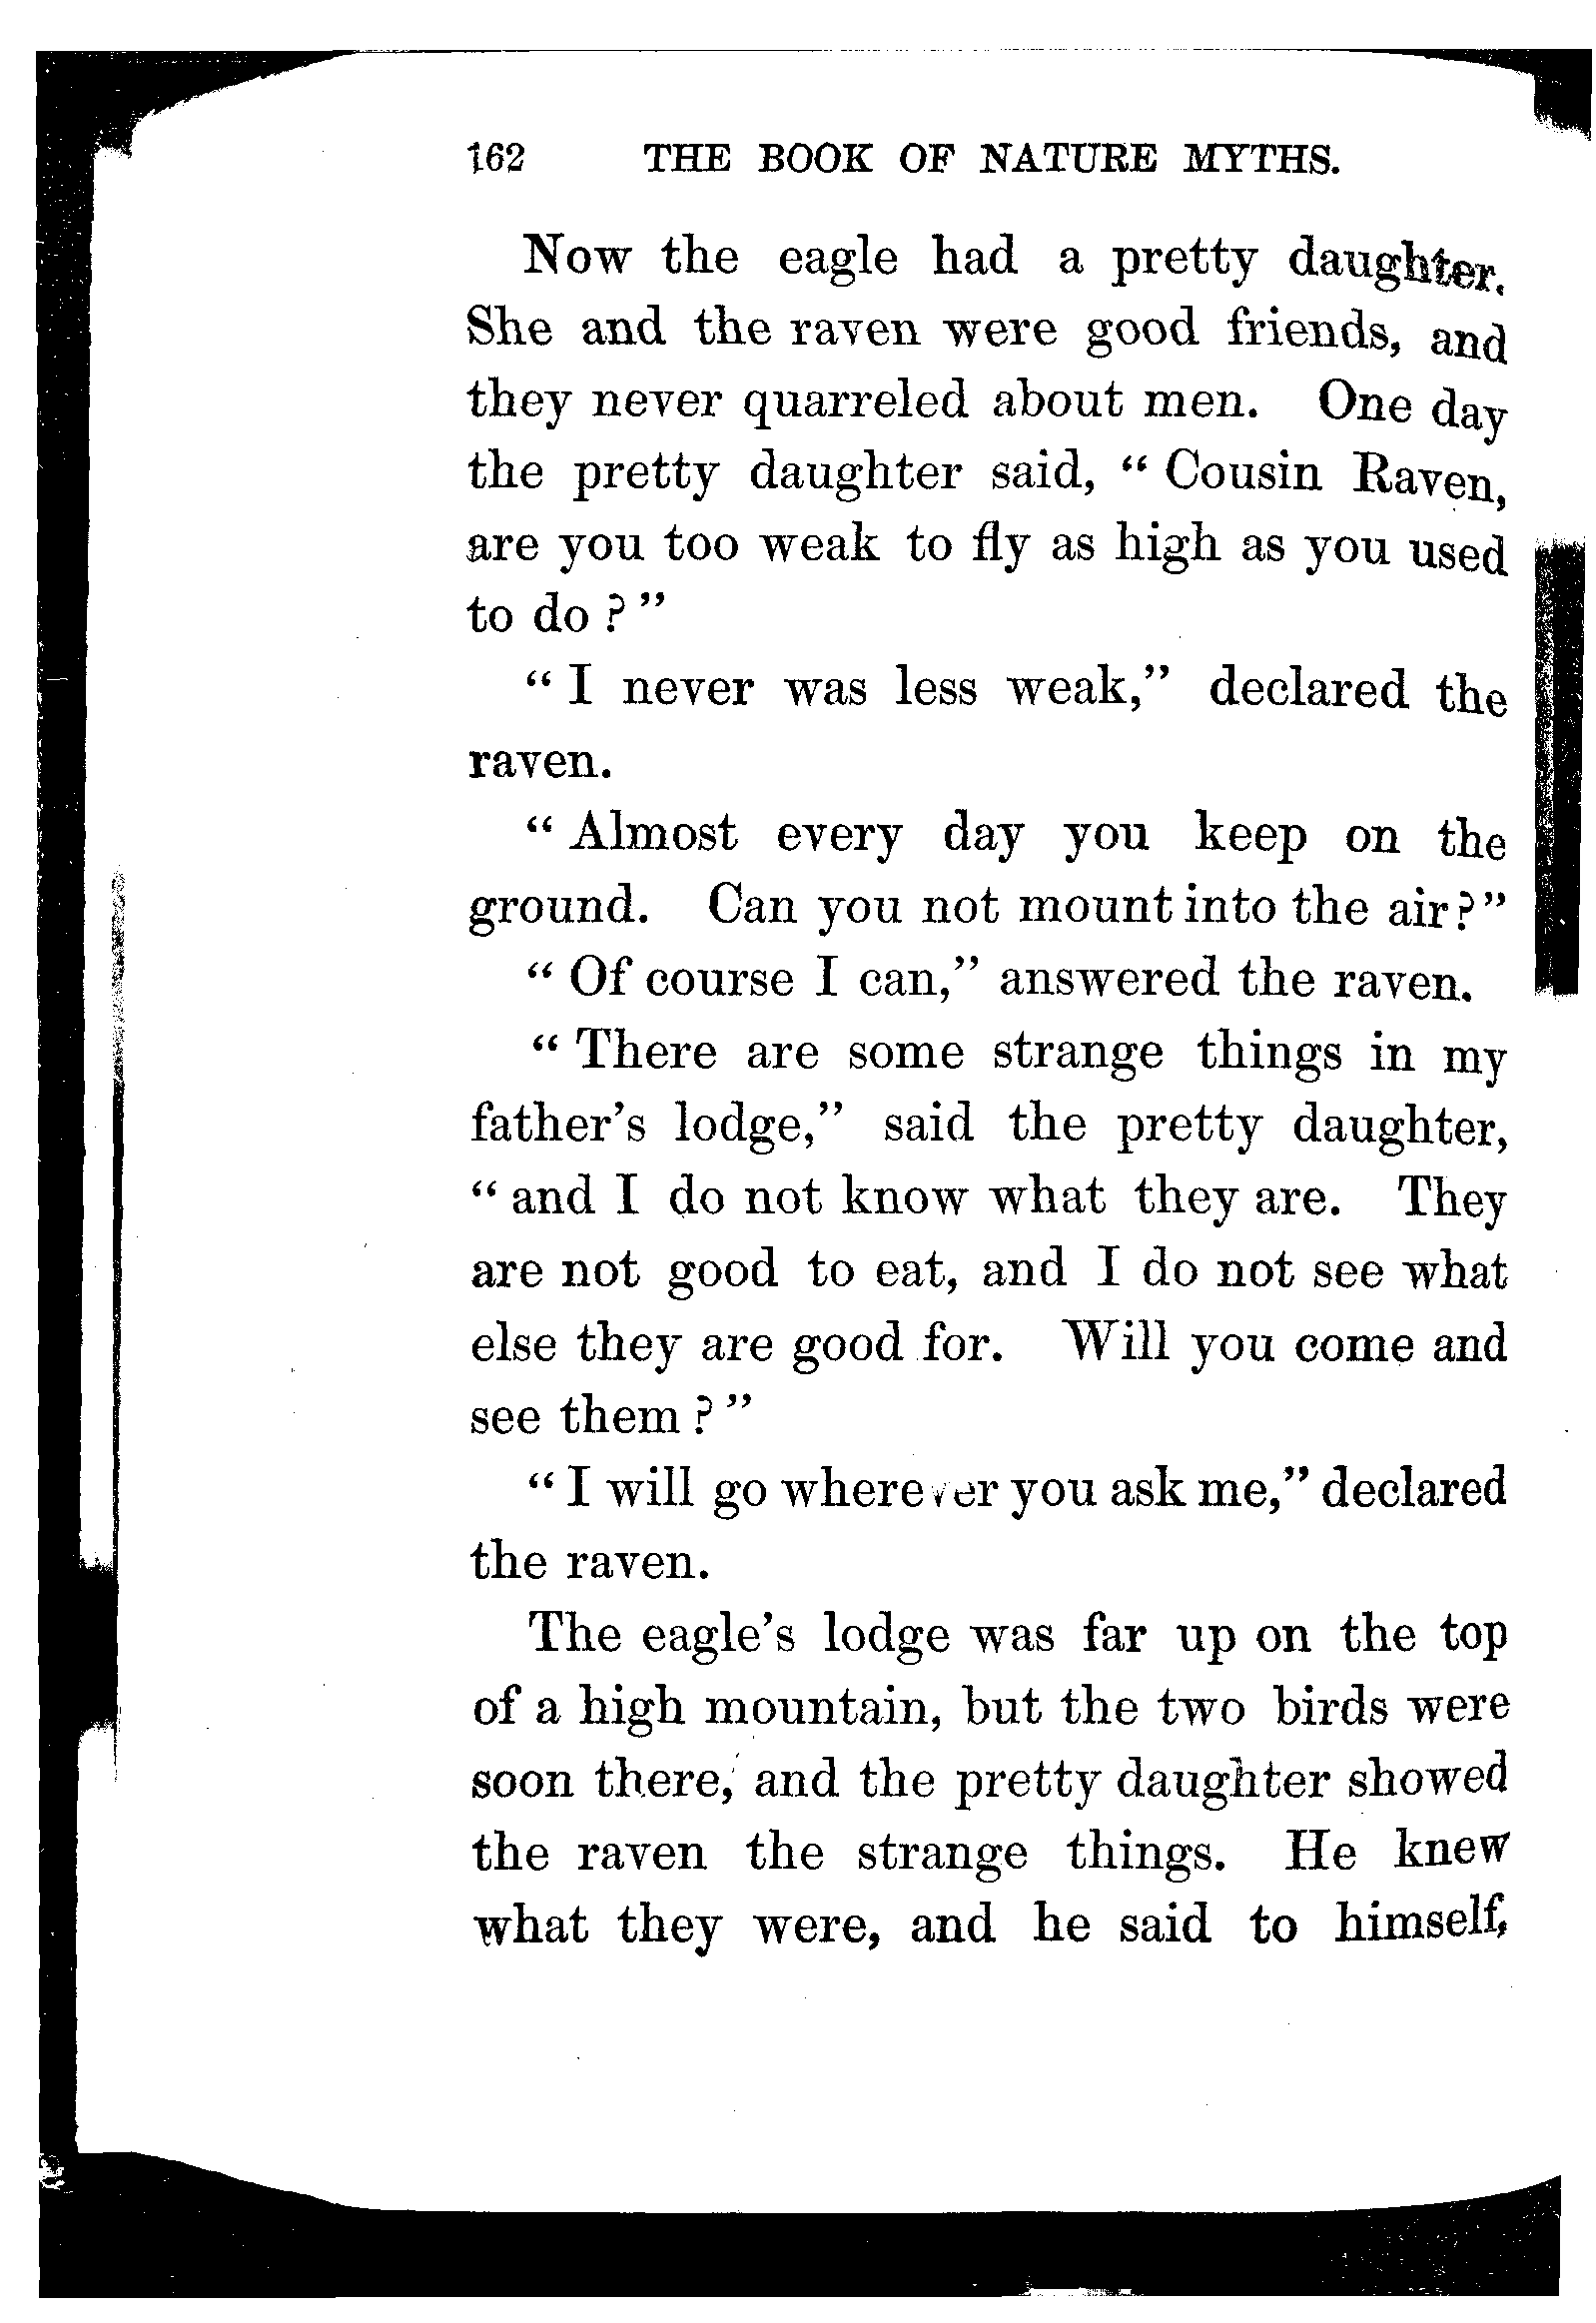 162 THE BOOK OF NATURE MYTHS.
Now the eagle had a pretty daughter.
She and the raven were good friends, and
they never quarreled about men. One day
the pretty daughter said, “ Cousin Raven,
are you too weak to fly as high as you used
to do ? ”
“ I never was less weak,” declared the
raven.
“ Almost every day you keep on the
ground. Can you not mount into the air? ”
“ Of course I can,” answered the raven.
“ There are some strange things in my
father’s lodge,” said the pretty daughter,
“ and I do not know what they are. They
are not good to eat, and I do not see what
else they are good for. Will you come and
see them ? ”
“ I will go wherever you ask me,” declared
the raven.
The eagle’s lodge was far up on the top
of a high mountain, but the two birds were
soon there, and the pretty daughter showed
the raven the strange things. He knew
what they were, and he said to himself,